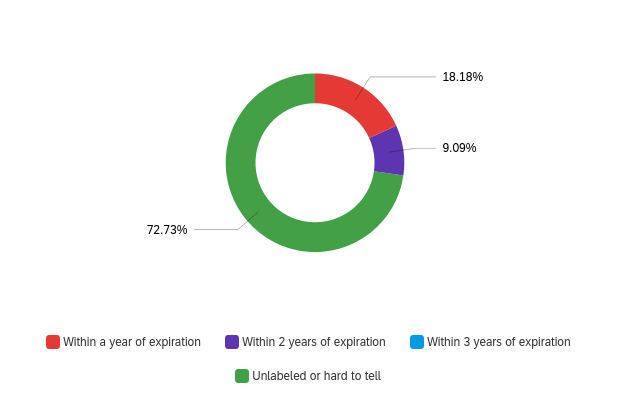 18.18%
9.09%
72.73%
Within a year of expiration
Within 2 years of expiration
Within 3 years of expiration
Unlabeled or hard to tell